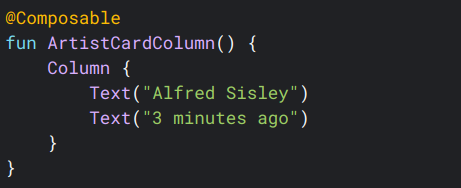 @Composable
fun ArtistCardColumn() {
    Column {
        Text("Alfred Sisley")
        Text("3 minutes ago")
    }
}